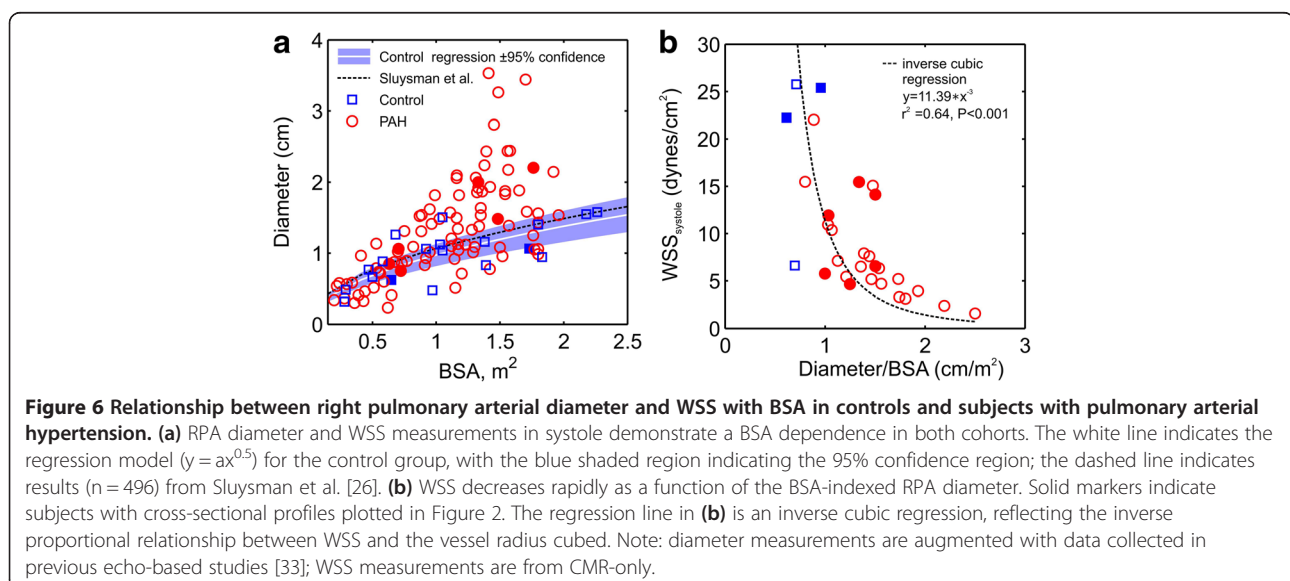 a
4
3
2
1
0
Diameter (cm)
Control regression ±95% confidence
Sluysman et al.
Control
PAH
0.5 1 1.5 2 2.5
BSA, m²
b
30
25
20
15
10
5
0
WSSsystole (dynes/cm²)
inverse cubic
regression
y=11.39*x⁻³
r² =0.64, P<0.001
0 1 2 3
Diameter/BSA (cm/m²)
Figure 6 Relationship between right pulmonary arterial diameter and WSS with BSA in controls and subjects with pulmonary arterial
hypertension. (a) RPA diameter and WSS measurements in systole demonstrate a BSA dependence in both cohorts. The white line indicates the
regression model (y = ax⁰·⁵) for the control group, with the blue shaded region indicating the 95% confidence region; the dashed line indicates
results (n = 496) from Sluysman et al. [26]. (b) WSS decreases rapidly as a function of the BSA-indexed RPA diameter. Solid markers indicate
subjects with cross-sectional profiles plotted in Figure 2. The regression line in (b) is an inverse cubic regression, reflecting the inverse
proportional relationship between WSS and the vessel radius cubed. Note: diameter measurements are augmented with data collected in
previous echo-based studies [33]; WSS measurements are from CMR-only.